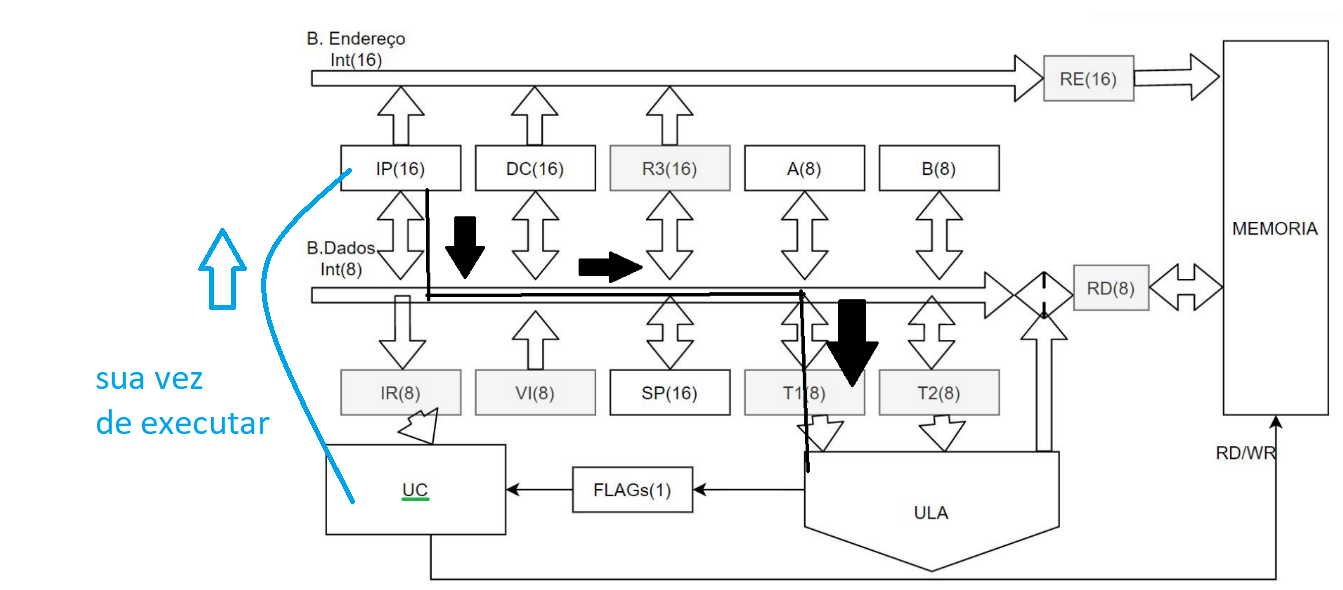 B. Endereço
Int(16)
RE(16)
IP(16)
DC(16)
R3(16)
A(8)
B(8)
MEMORIA
B.Dados
Int(8)
RD(8)
sua vez
de executar
IR(8)
VI(8)
SP(16)
T1(8)
T2(8)
RD/WR
UC
FLAGs(1)
ULA